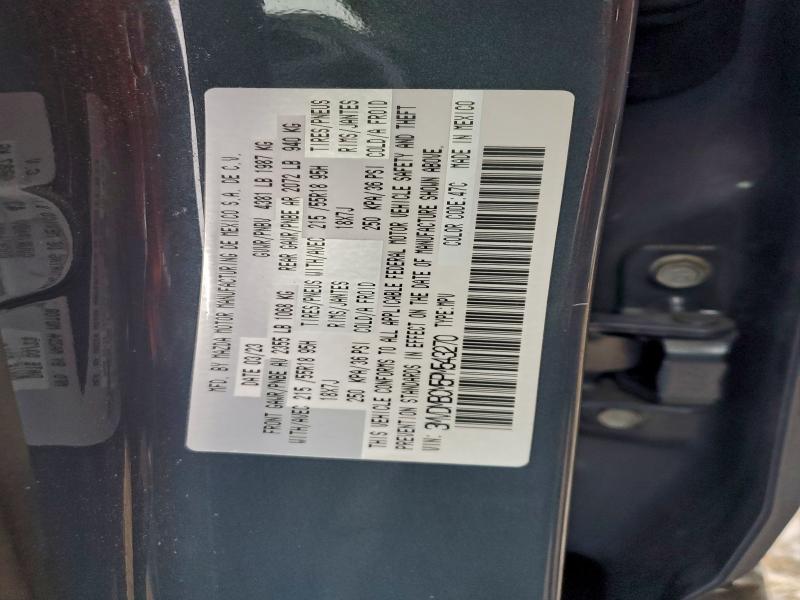 MFD. BY MAZDA MOTOR MANUFACTURING DE MEXICO S.A. DE C.V.
DATE 03/23 GVWR/PNBV 4381 LB 1987 KG
FRONT GAWR/PNBE AV 2355 LB 1068 KG REAR GAWR/PNBE AR 2072 LB 940 KG
WITH/AVEC 215 /55R18 95H TIRES/PNEUS WITH/AVEC 215 /55R18 95H TIRES/PNEUS
18X7J RIMS/JANTES 18X7J RIMS/JANTES
250 KPA/36 PSI COLD/A FROID 250 KPA/36 PSI COLD/A FROID
THIS VEHICLE CONFORMS TO ALL APPLICABLE FEDERAL MOTOR VEHICLE SAFETY AND THEFT
PREVENTION STANDARDS IN EFFECT ON THE DATE OF MANUFACTURE SHOWN ABOVE.
VIN: TYPE:MPV COLOR CODE:47C MADE IN MEXICO